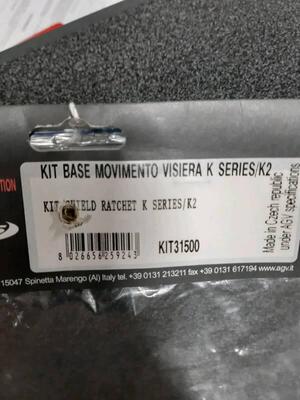 KIT BASE MOVIMENTO VISIERA K SERIES/K2
KIT SHIELD RATCHET K SERIES/K2
8 026656 259243
KIT31500
Made in Czech republic
under AGV specifications
15047 Spinetta Marengo (Al) Italy tel. +39 0131 213211 fax +39 0131 617194 www.agv.it